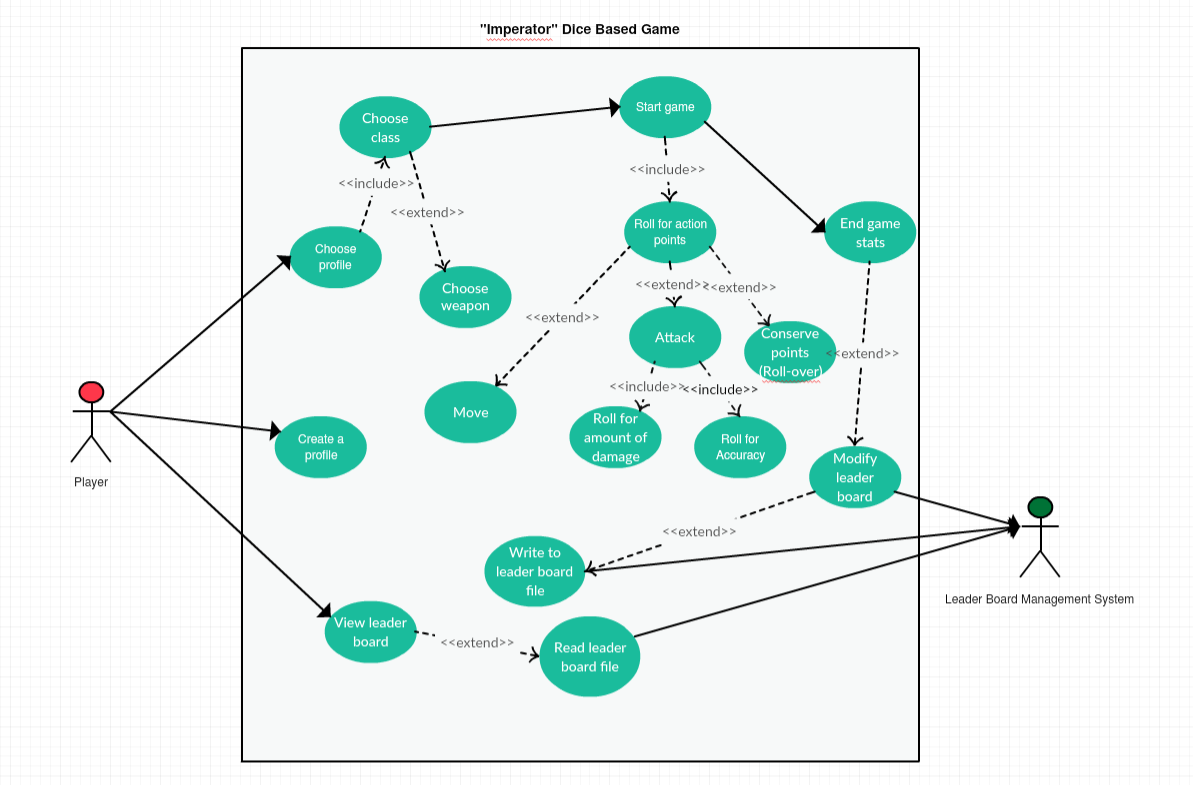 "Imperator" Dice Based Game
Start game
Choose
class
<<include>>
<<include>>
<<extend>>
Roll for action
points
End game
stats
Choose
profile
Choose
weapon
<<extend>>
<<extend>>
<<extend>>
Attack
Conserve
points
(Roll-over)
<<extend>>
<<include>>
<<include>>
Move
Roll for
amount of
damage
Roll for
Accuracy
Create a
profile
Modify
leader
board
Player
<<extend>>
Write to
leader board
file
Leader Board Management System
View leader
board
<<extend>>
Read leader
board file